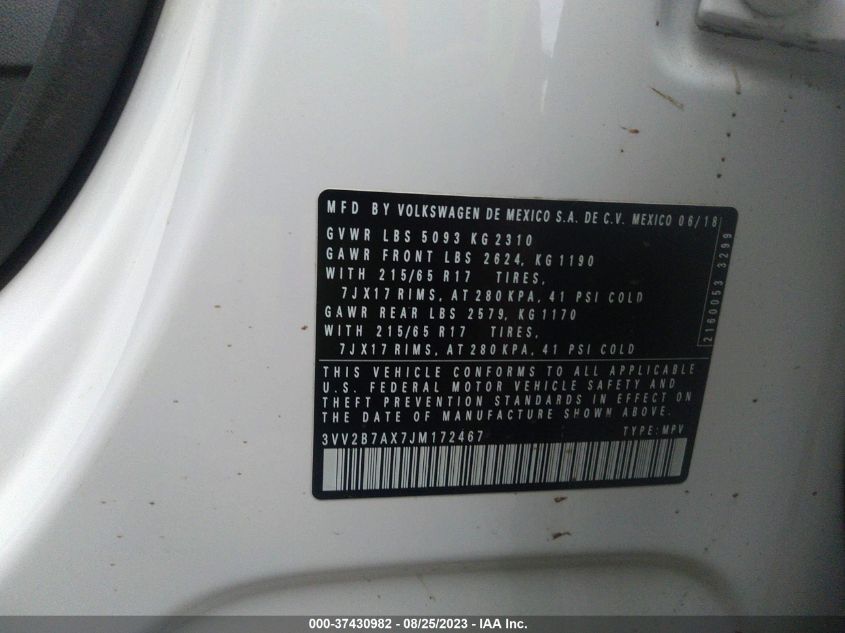 MFD BY VOLKSWAGEN DE MEXICO S.A. DE C.V. MEXICO 06/18
GVWR LBS 5093 KG 2310
GAWR FRONT LBS 2624, KG 1190
WITH 215/65 R17 TIRES,
7JX17 RIMS, AT 280 KPA, 41 PSI COLD
GAWR REAR LBS 2579, KG 1170
WITH 215/65 R17 TIRES,
7JX17 RIMS, AT 280 KPA, 41 PSI COLD
2160053 3299
THIS VEHICLE CONFORMS TO ALL APPLICABLE
U.S. FEDERAL MOTOR VEHICLE SAFETY AND
THEFT PREVENTION STANDARDS IN EFFECT ON
THE DATE OF MANUFACTURE SHOWN ABOVE.
3VV2B7AX7JM172467 TYPE: MPV
000-37430982 - 08/25/2023 - IAA Inc.